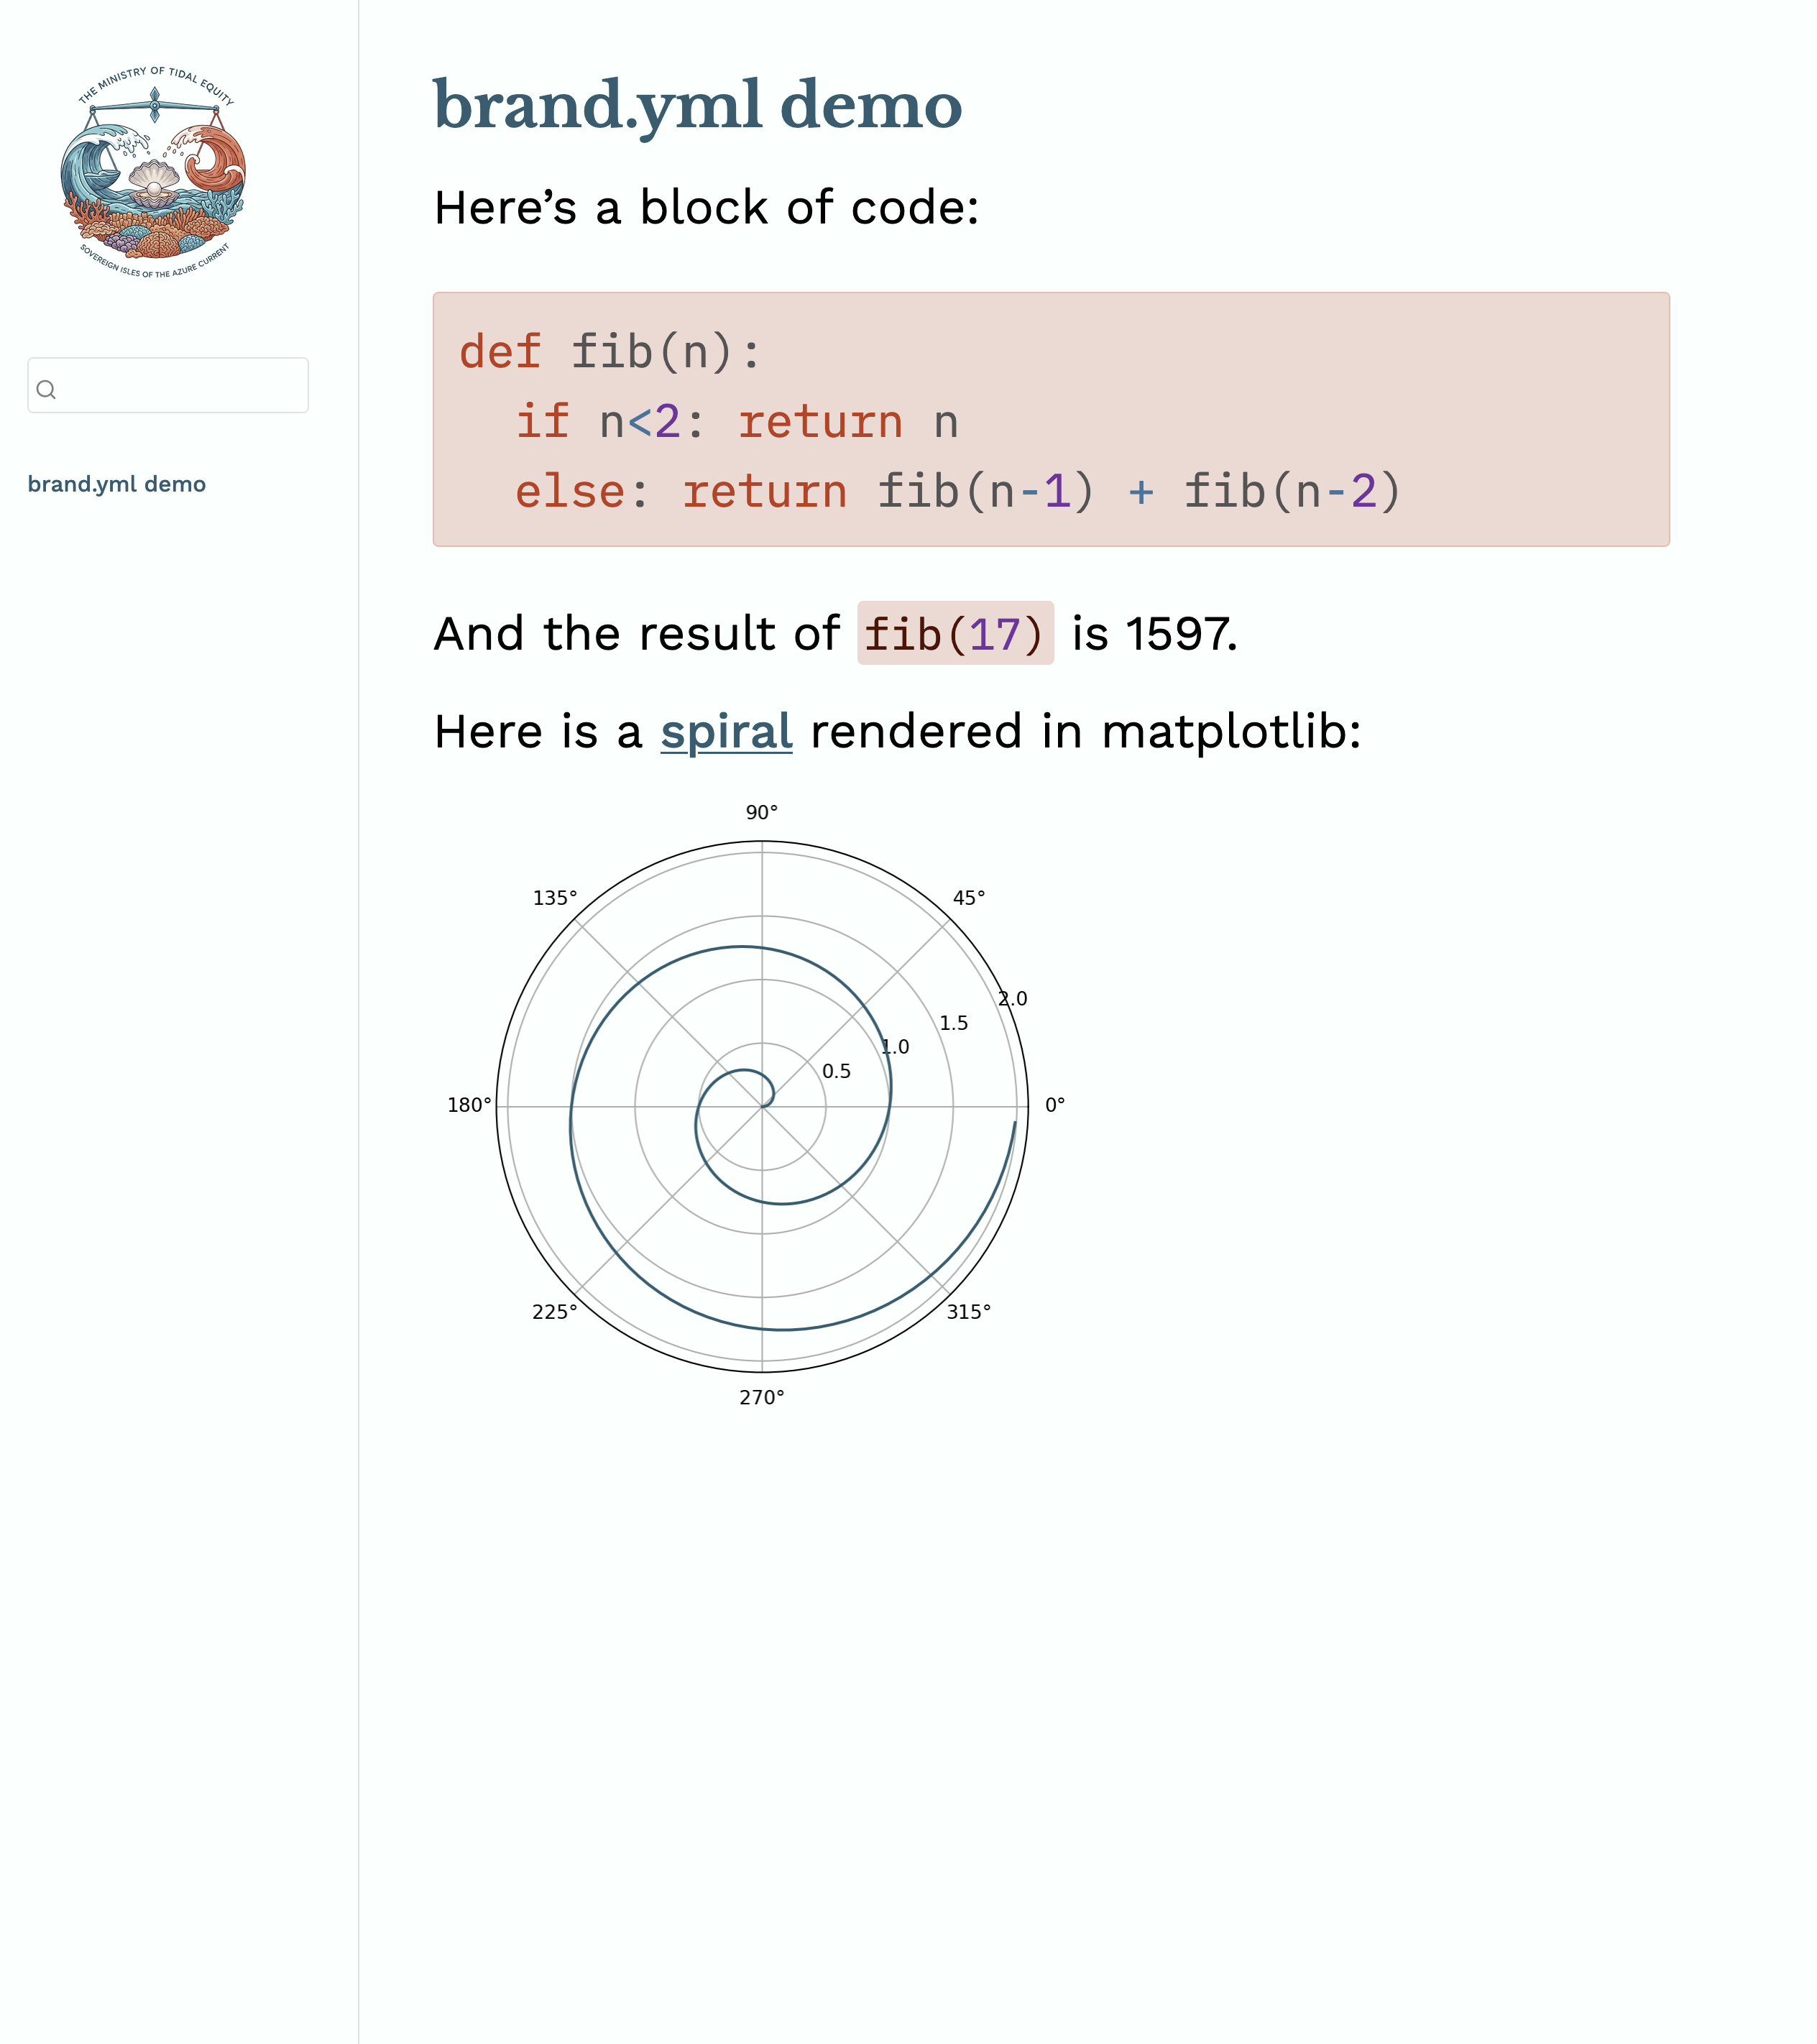 THE MINISTRY OF TIDAL EQUITY
SOVEREIGN ISLES OF THE AZURE CURRENT
brand.yml demo
brand.yml demo
Here’s a block of code:
def fib(n):
  if n<2: return n
  else: return fib(n-1) + fib(n-2)
And the result of fib(17) is 1597.
Here is a spiral rendered in matplotlib:
90°
135°
45°
2.0
1.5
1.0
0.5
180°
0°
225°
315°
270°